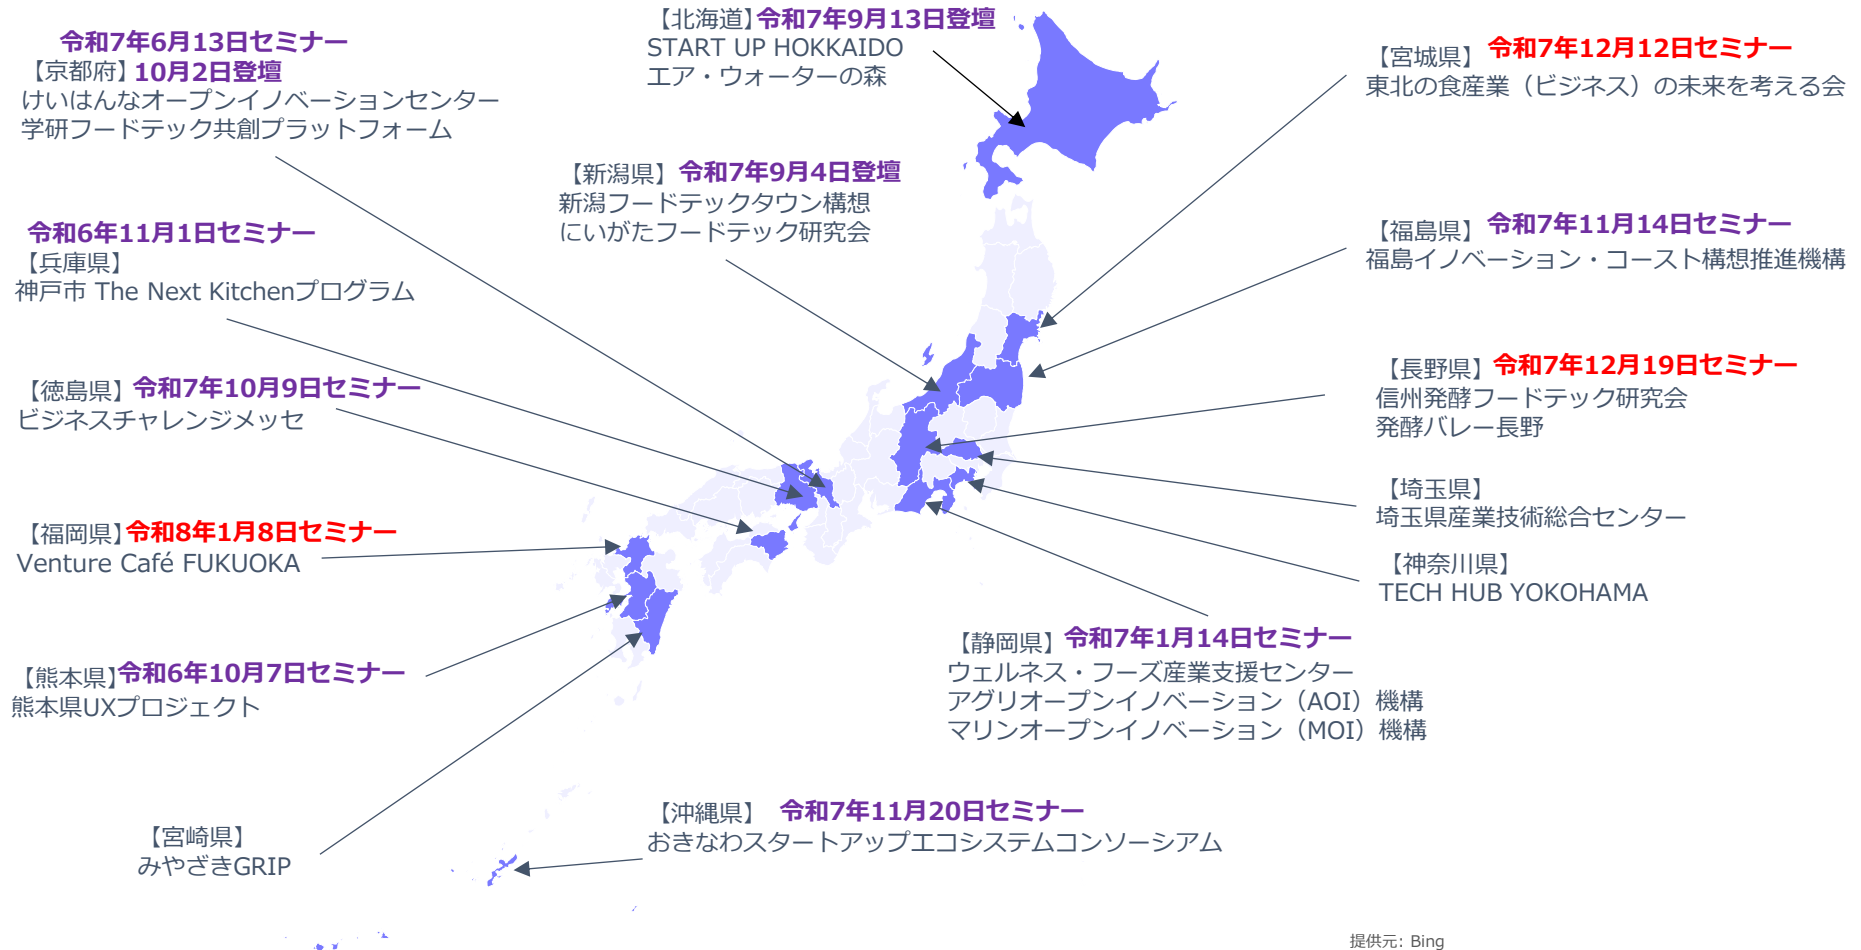 令和7年6月13日セミナー
【京都府】10月2日登壇
けいはんなオープンイノベーションセンター
学研フードテック共創プラットフォーム
【北海道】令和7年9月13日登壇
START UP HOKKAIDO
エア・ウォーターの森
【宮城県】 令和7年12月12日セミナー
東北の食産業（ビジネス）の未来を考える会
【新潟県】 令和7年9月4日登壇
新潟フードテックタウン構想
にいがたフードテック研究会
令和6年11月1日セミナー
【兵庫県】
神戸市 The Next Kitchenプログラム
【福島県】 令和7年11月14日セミナー
福島イノベーション・コースト構想推進機構
【徳島県】令和7年10月9日セミナー
ビジネスチャレンジメッセ
【長野県】 令和7年12月19日セミナー
信州発酵フードテック研究会
発酵バレー長野
【埼玉県】
埼玉県産業技術総合センター
【福岡県】令和8年1月8日セミナー
Venture Café FUKUOKA
【神奈川県】
TECH HUB YOKOHAMA
【静岡県】 令和7年1月14日セミナー
ウェルネス・フーズ産業支援センター
アグリオープンイノベーション（AOI）機構
マリンオープンイノベーション（MOI）機構
【熊本県】令和6年10月7日セミナー
熊本県UXプロジェクト
【宮崎県】
みやざきGRIP
【沖縄県】 令和7年11月20日セミナー
おきなわスタートアップエコシステムコンソーシアム
提供元: Bing